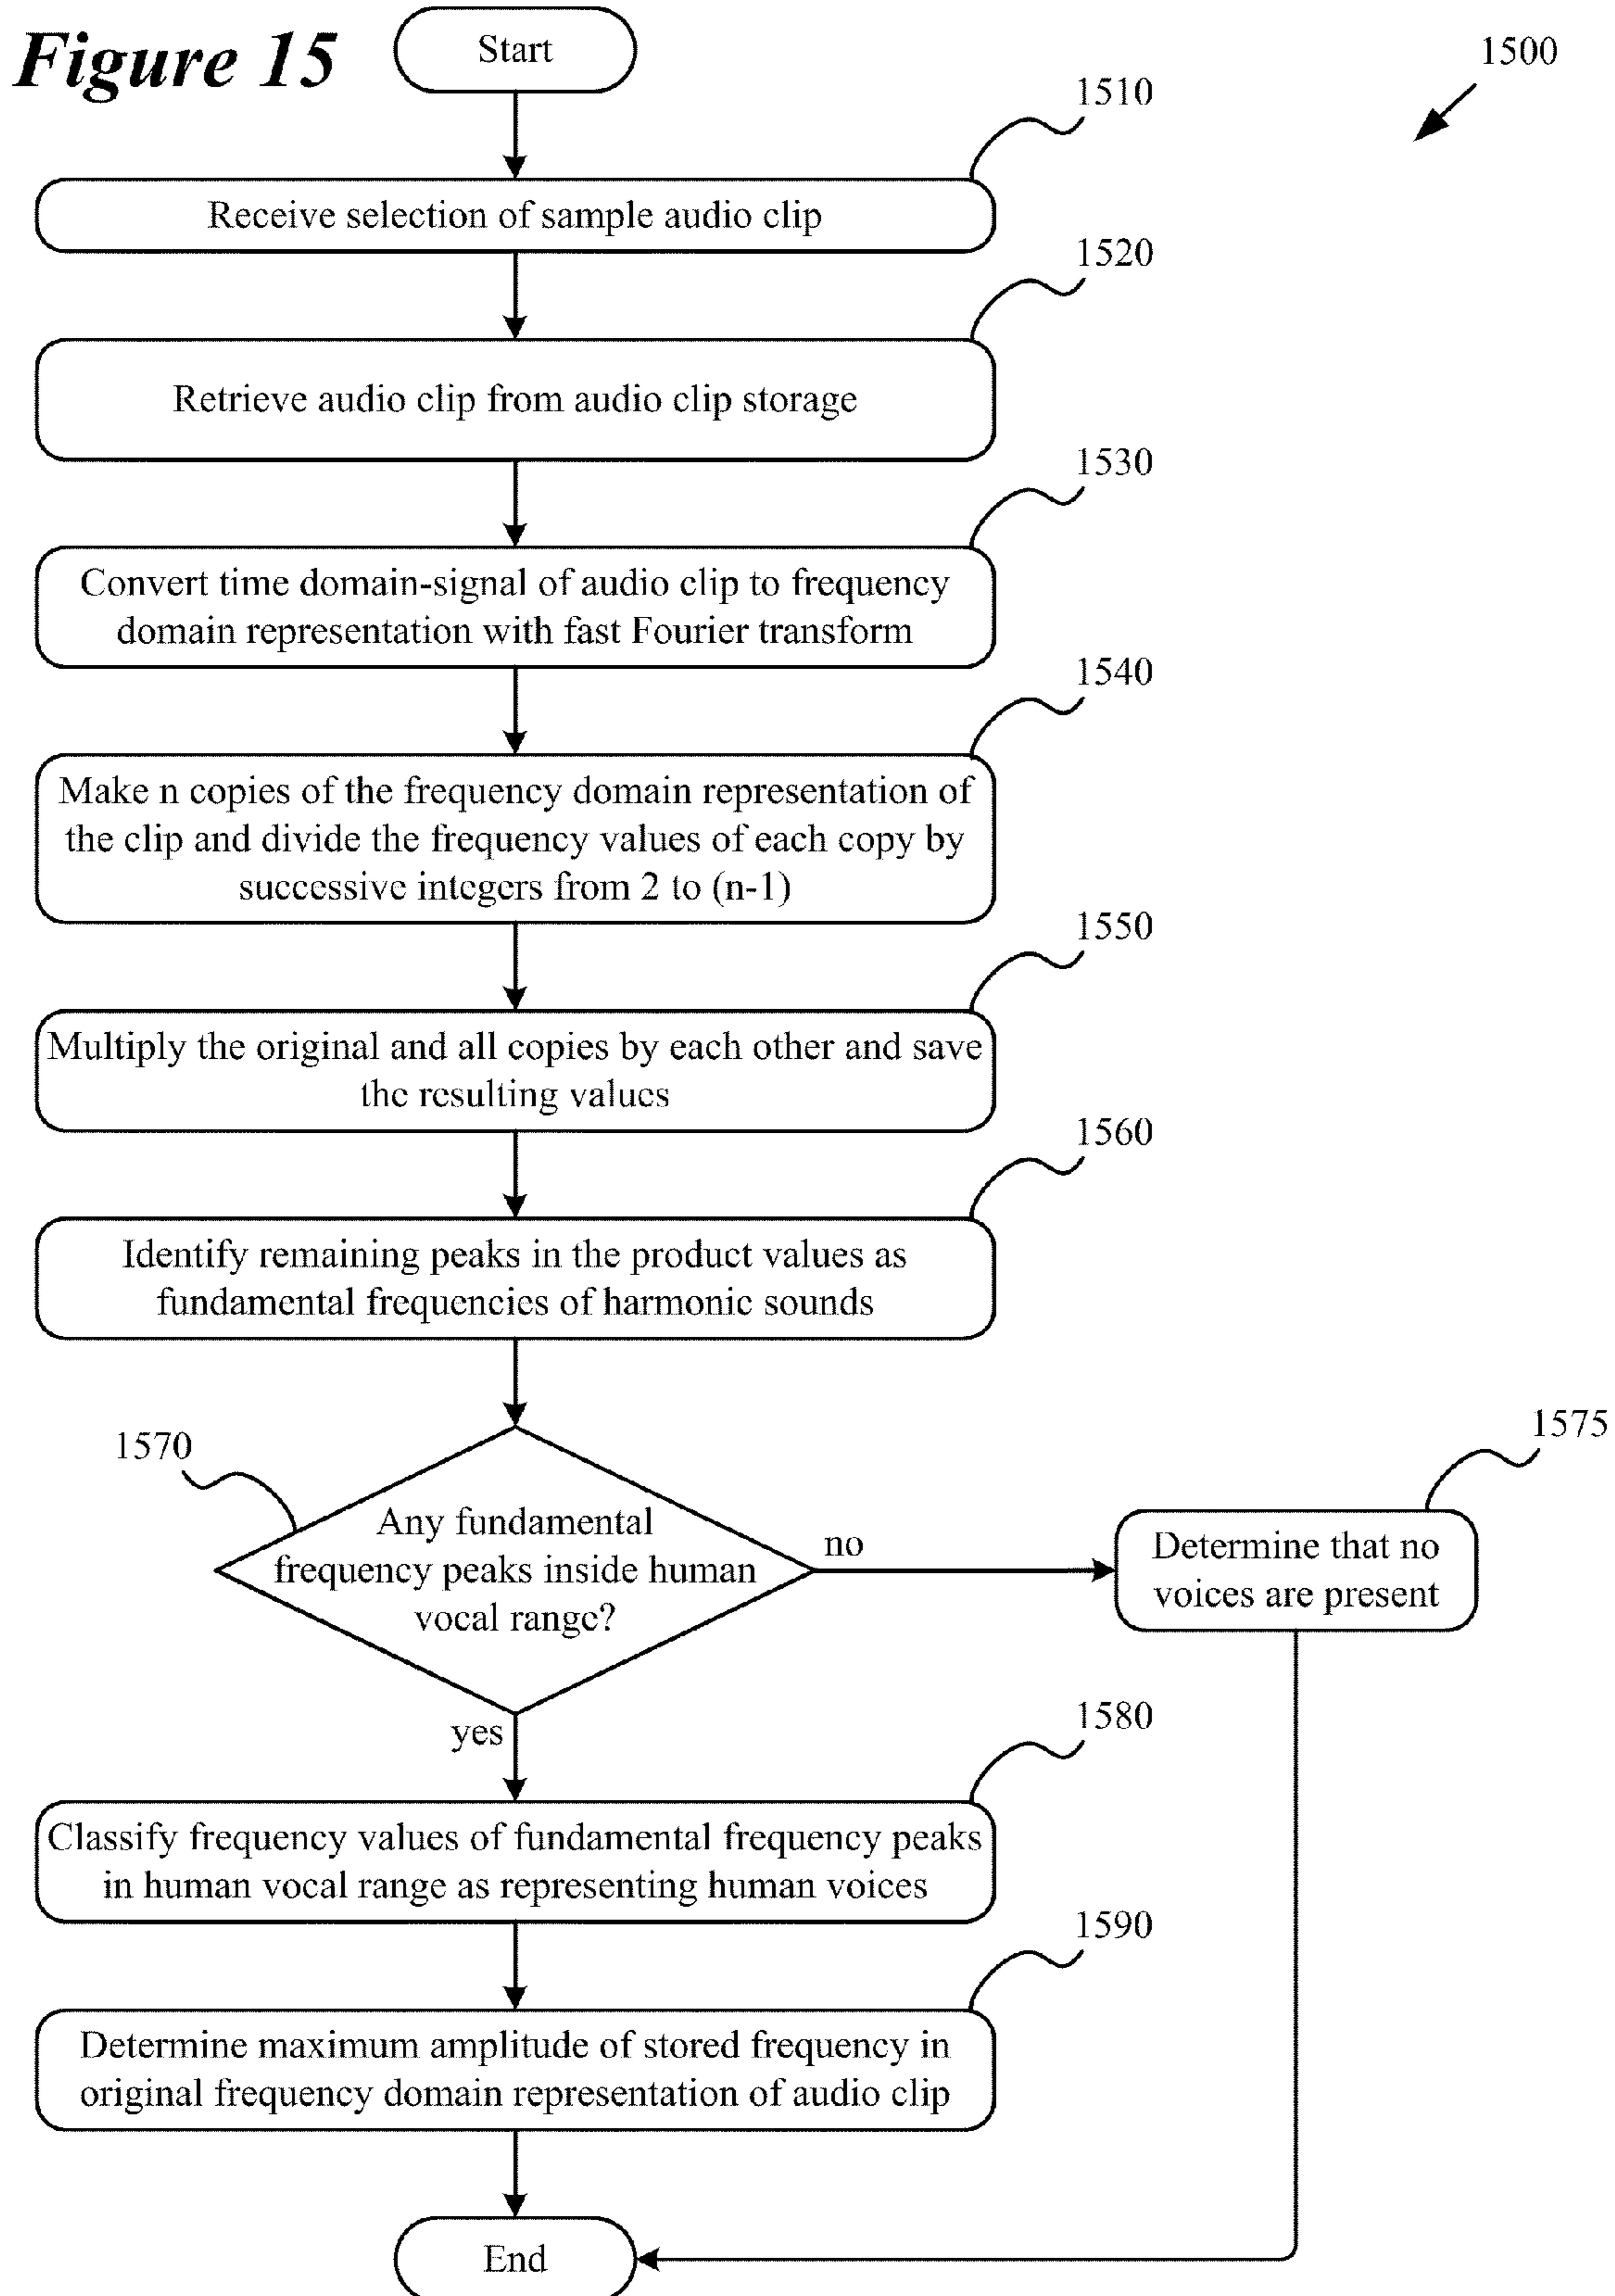 Figure 15
Start
1500
1510
Receive selection of sample audio clip
1520
Retrieve audio clip from audio clip storage
1530
Convert time domain-signal of audio clip to frequency
domain representation with fast Fourier transform
1540
Make n copies of the frequency domain representation of
the clip and divide the frequency values of each copy by
successive integers from 2 to (n-1)
1550
Multiply the original and all copies by each other and save
the resulting values
1560
Identify remaining peaks in the product values as
fundamental frequencies of harmonic sounds
1570
Any fundamental
frequency peaks inside human
vocal range?
no
1575
Determine that no
voices are present
yes
1580
Classify frequency values of fundamental frequency peaks
in human vocal range as representing human voices
1590
Determine maximum amplitude of stored frequency in
original frequency domain representation of audio clip
End